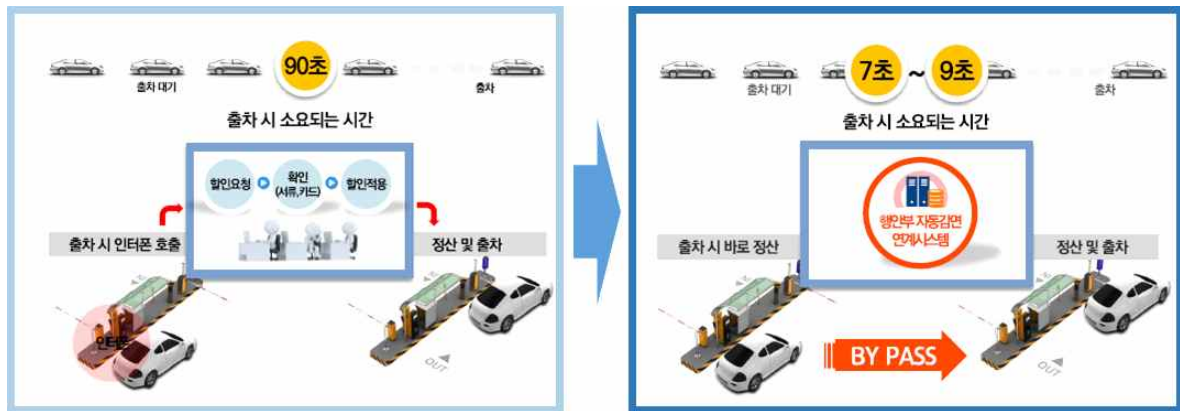 90초
출차 대기
출차
출차 시 소요되는 시간
할인요청
확인
(서류,카드)
할인적용
출차 시 인터폰 호출
정산 및 출차
인터폰
OUT
7초 ~ 9초
출차 대기
출차
출차 시 소요되는 시간
행안부 자동감면
연계시스템
출차 시 바로 정산
정산 및 출차
BY PASS
OUT